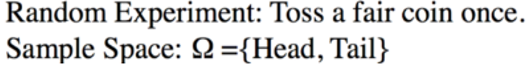 Random Experiment: Toss a fair coin once.
Sample Space: Ω ={Head, Tail}